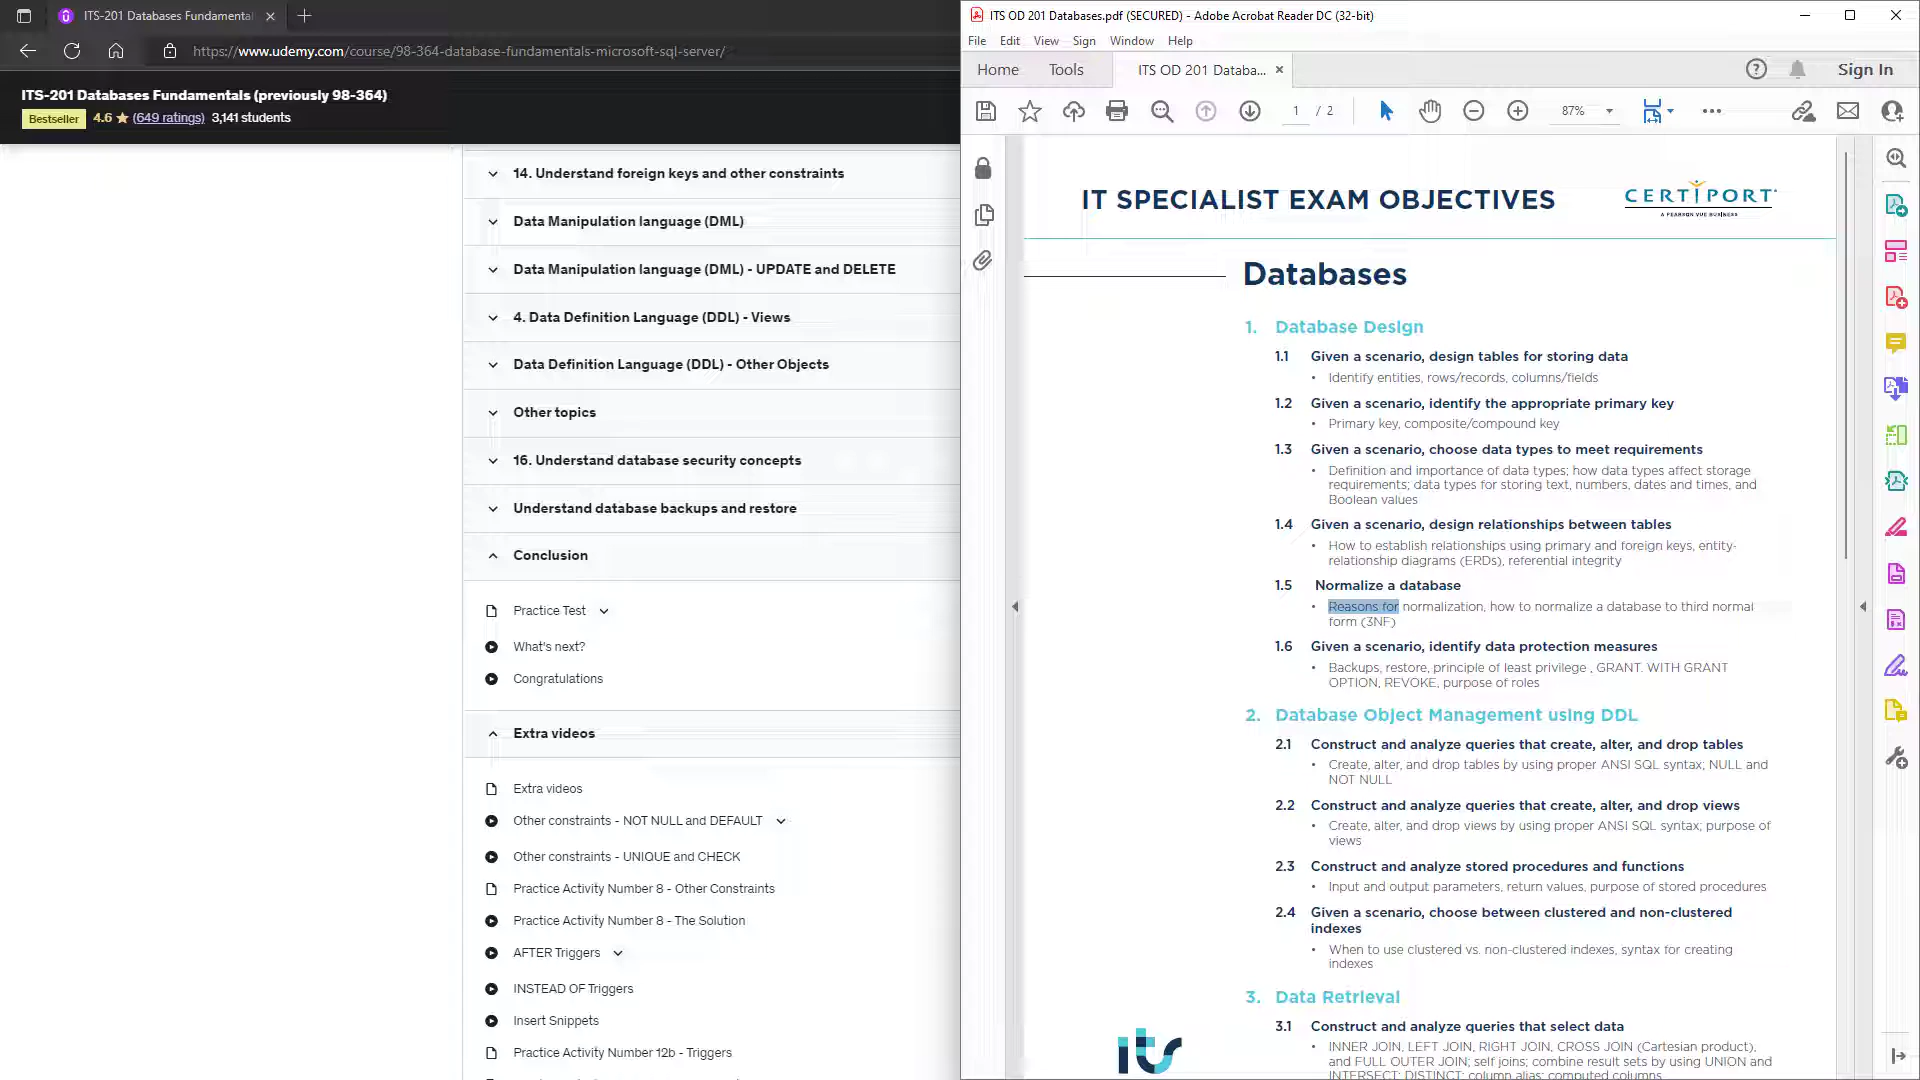 ITS-201 Databases Fundamenta
https://www.udemy.com/course/98-364-database-fundamentals-microsoft-sql-server/
ITS-201 Databases Fundamentals (previously 98-364)
Bestseller 4.6 (649 ratings) 3,141 students
14. Understand foreign keys and other constraints
Data Manipulation language (DML)
Data Manipulation language (DML) - UPDATE and DELETE
4. Data Definition Language (DDL) - Views
Data Definition Language (DDL) - Other Objects
Other topics
16. Understand database security concepts
Understand database backups and restore
Conclusion
Practice Test
What's next?
Congratulations
Extra videos
Extra videos
Other constraints - NOT NULL and DEFAULT
Other constraints - UNIQUE and CHECK
Practice Activity Number 8 - Other Constraints
Practice Activity Number 8 - The Solution
AFTER Triggers
INSTEAD OF Triggers
Insert Snippets
Practice Activity Number 12b - Triggers
ITS OD 201 Databases.pdf (SECURED) - Adobe Acrobat Reader DC (32-bit)
File Edit View Sign Window Help
Home Tools ITS OD 201 Databa... Sign In
1 / 2 87%
IT SPECIALIST EXAM OBJECTIVES
CERTIPORT
A PEARSON VUE BUSINESS
Databases
1. Database Design
1.1 Given a scenario, design tables for storing data
• Identify entities, rows/records, columns/fields
1.2 Given a scenario, identify the appropriate primary key
• Primary key, composite/compound key
1.3 Given a scenario, choose data types to meet requirements
• Definition and importance of data types; how data types affect storage
requirements; data types for storing text, numbers, dates and times, and
Boolean values
1.4 Given a scenario, design relationships between tables
• How to establish relationships using primary and foreign keys, entity-
relationship diagrams (ERDs), referential integrity
1.5 Normalize a database
• Reasons for normalization, how to normalize a database to third normal
form (3NF)
1.6 Given a scenario, identify data protection measures
• Backups, restore, principle of least privilege , GRANT. WITH GRANT
OPTION, REVOKE, purpose of roles
2. Database Object Management using DDL
2.1 Construct and analyze queries that create, alter, and drop tables
• Create, alter, and drop tables by using proper ANSI SQL syntax; NULL and
NOT NULL
2.2 Construct and analyze queries that create, alter, and drop views
• Create, alter, and drop views by using proper ANSI SQL syntax; purpose of
views
2.3 Construct and analyze stored procedures and functions
• Input and output parameters, return values, purpose of stored procedures
2.4 Given a scenario, choose between clustered and non-clustered
indexes
• When to use clustered vs. non-clustered indexes, syntax for creating
indexes
3. Data Retrieval
3.1 Construct and analyze queries that select data
• INNER JOIN, LEFT JOIN, RIGHT JOIN, CROSS JOIN (Cartesian product),
and FULL OUTER JOIN; self joins; combine result sets by using UNION and
INTERSECT; DISTINCT; column alias; computed columns
its